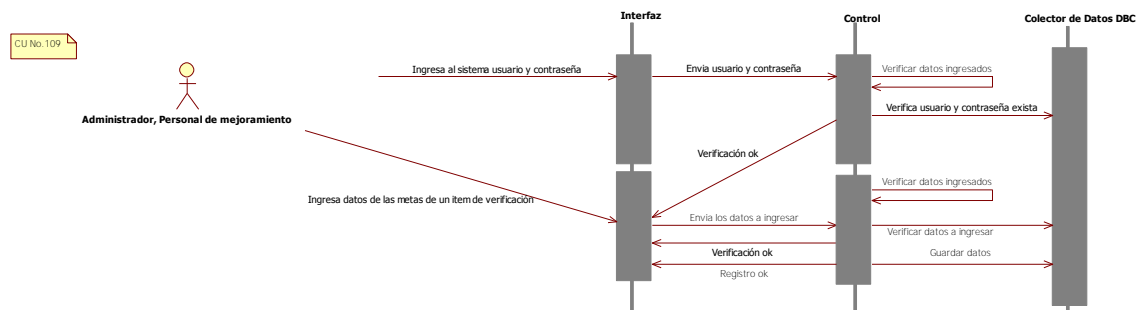 Interfaz
Control
Colector de Datos DBC
CU No.109
Ingresa al sistema usuario y contraseña
Envia usuario y contraseña
Verificar datos ingresados
Verifica usuario y contraseña exista
Administrador, Personal de mejoramiento
Verificación ok
Verificar datos ingresados
Ingresa datos de las metas de un item de verificación
Envia los datos a ingresar
Verificar datos a ingresar
Verificación ok
Guardar datos
Registro ok